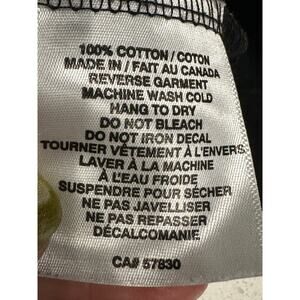 100% COTTON / COTON
MADE IN / FAIT AU CANADA
REVERSE GARMENT
MACHINE WASH COLD
HANG TO DRY
DO NOT BLEACH
DO NOT IRON DECAL
TOURNER VÊTEMENT À L'ENVERS
LAVER À LA MACHINE
À L'EAU FROIDE
SUSPENDRE POUR SÉCHER
NE PAS JAVELLISER
NE PAS REPASSER
DÉCALCOMANIE
CA# 57830